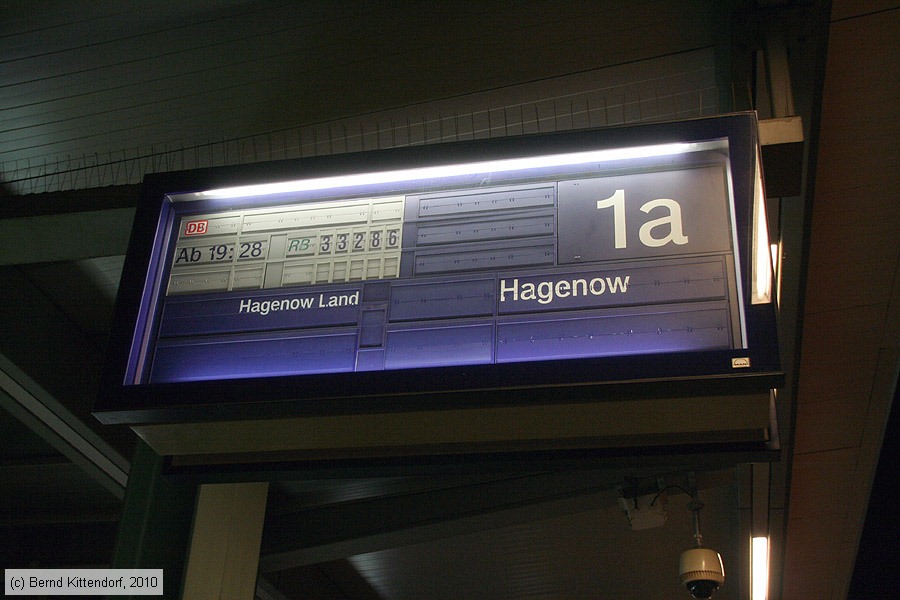 DB
1a
Ab 19:28 RB 33286
Hagenow Land Hagenow
(c) Bernd Kittendorf, 2010